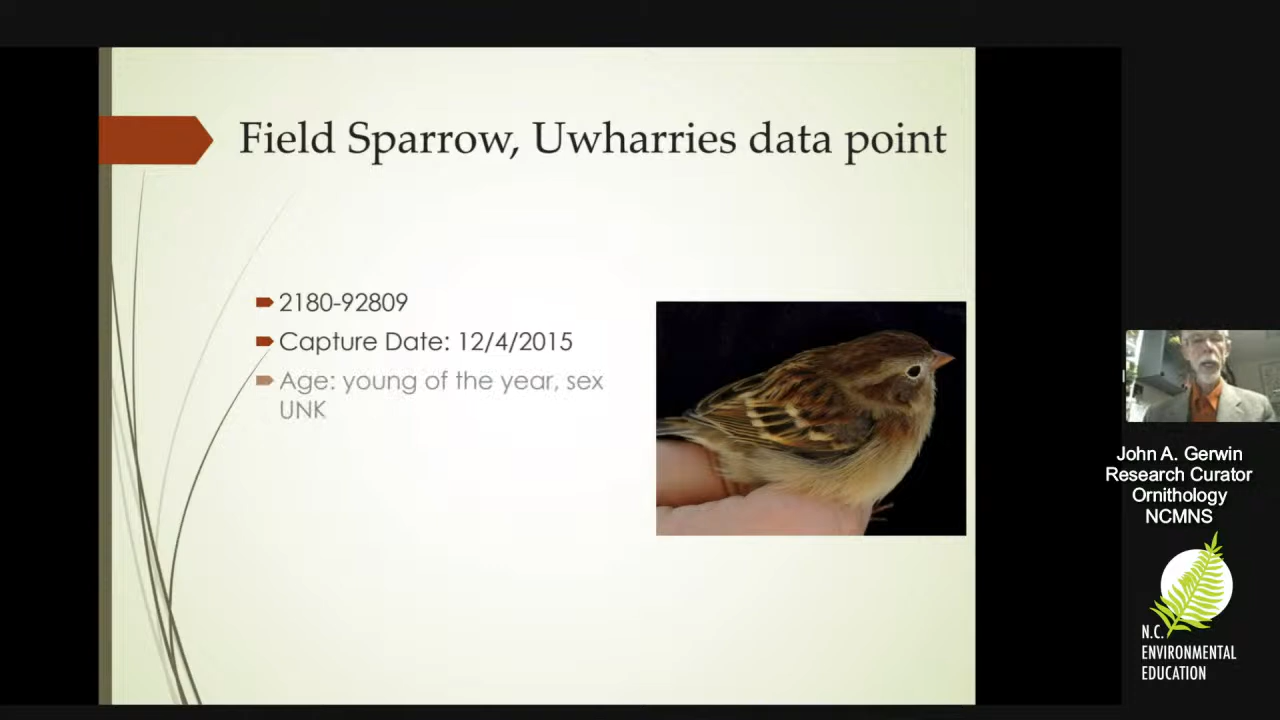 Field Sparrow, Uwharries data point
2180-92809
Capture Date: 12/4/2015
Age: young of the year, sex
UNK
John A. Gerwin
Research Curator
Ornithology
NCMNS
N.C.
ENVIRONMENTAL
EDUCATION